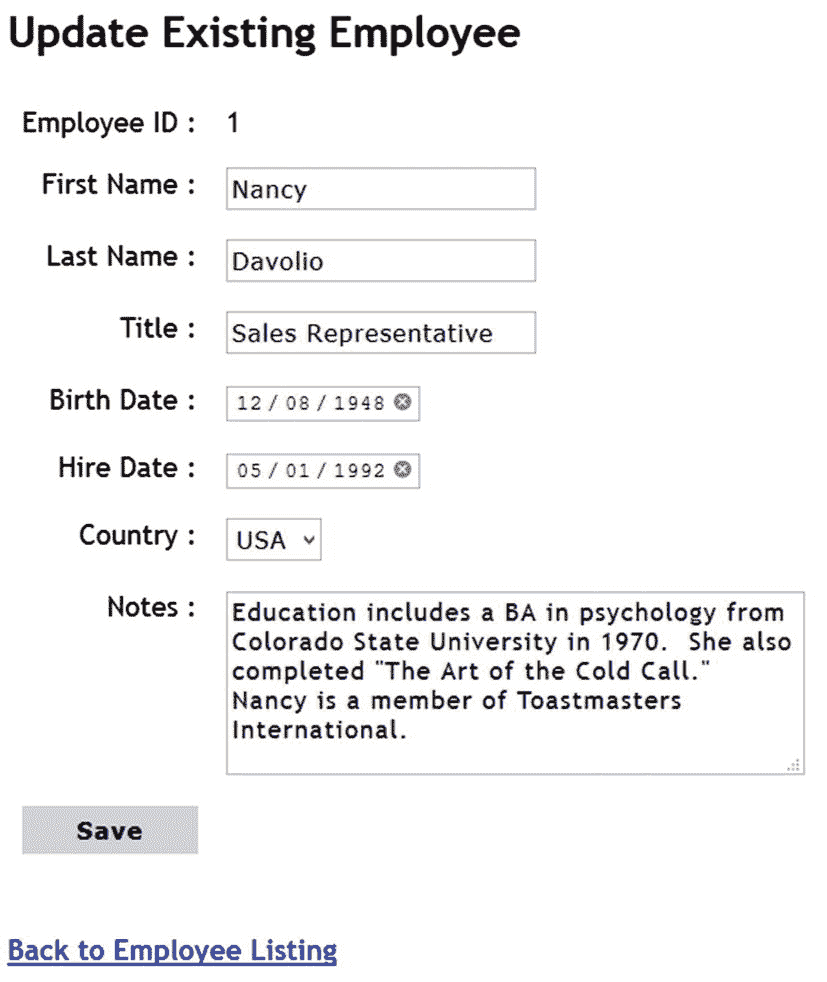 Update Existing Employee
Employee ID : 1
First Name : Nancy
Last Name : Davolio
Title : Sales Representative
Birth Date : 12 / 08 / 1948
Hire Date : 05 / 01 / 1992
Country : USA
Notes : Education includes a BA in psychology from
Colorado State University in 1970.  She also
completed "The Art of the Cold Call."
Nancy is a member of Toastmasters
International.
Save
Back to Employee Listing